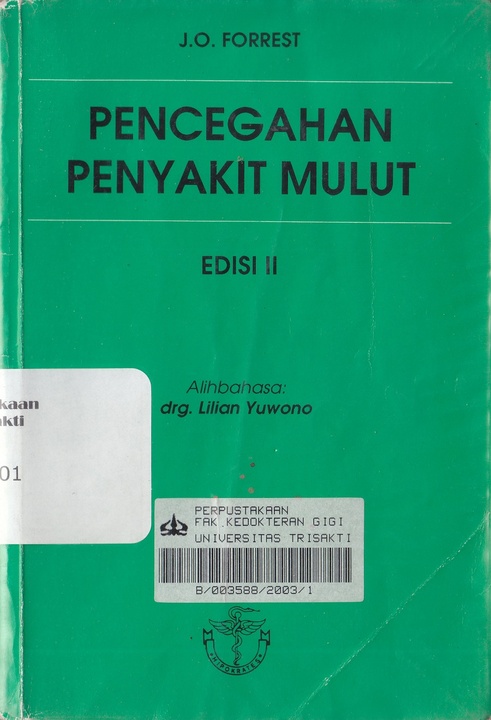 J.O. FORREST
PENCEGAHAN
PENYAKIT MULUT
EDISI II
Alihbahasa:
drg. Lilian Yuwono
kaan
kti
01
PERPUSTAKAAN
FAK.KEDOKTERAN GIGI
UNIVERSITAS TRISAKTI
B/003588/2003/1
M M
HIPOKRATES